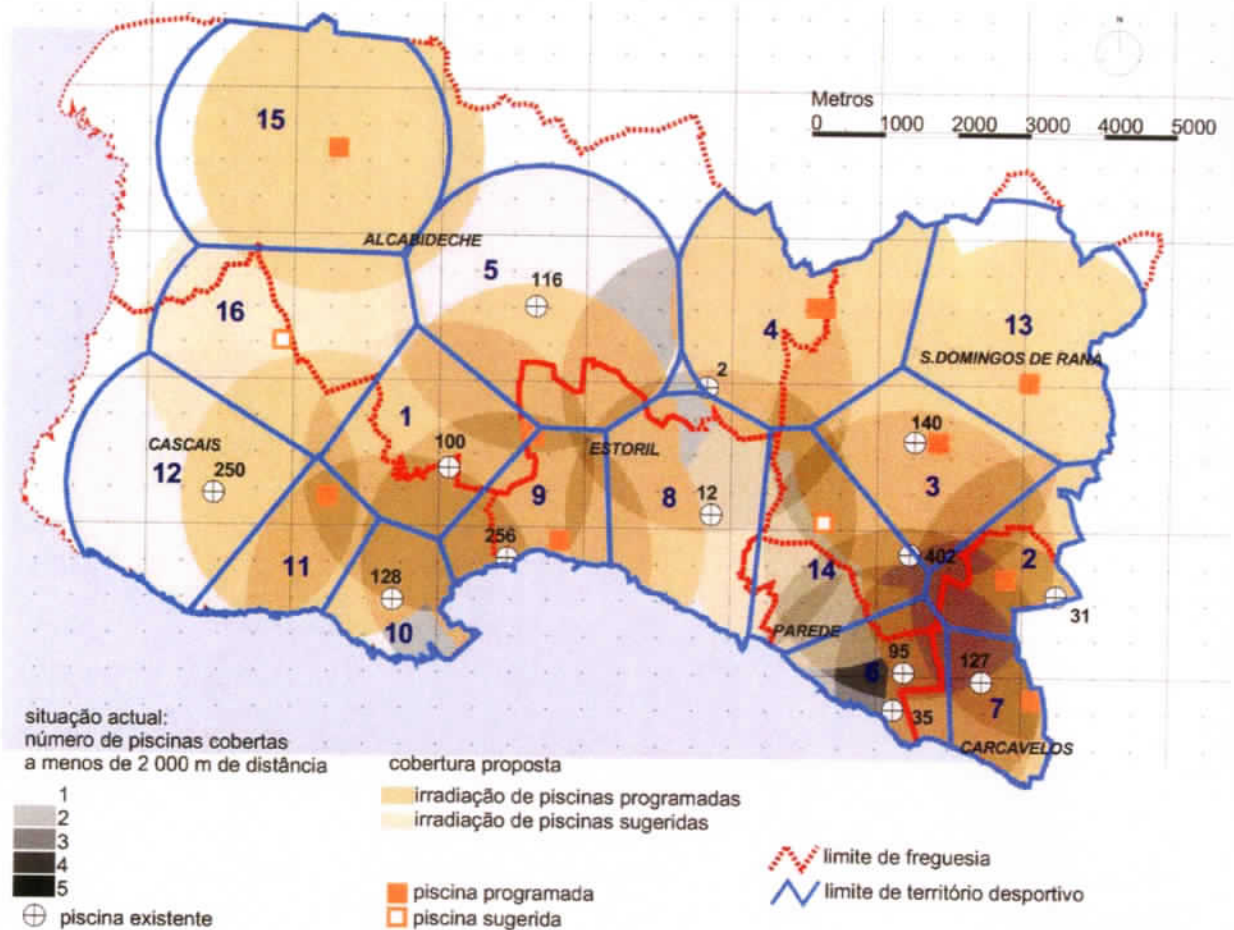 N
Metros
0 1000 2000 3000 4000 5000
15
ALCABIDECHE
5
116
16
4
13
S.DOMINGOS DE RANA
2
1
140
CASCAIS
ESTORIL
12
250
100
3
9
8
12
256
402
2
11
128
14
31
10
PAREDE
95
127
6
35
7
CARCAVELOS
situação actual:
número de piscinas cobertas
a menos de 2 000 m de distância
1
2
3
4
5
piscina existente
cobertura proposta
irradiação de piscinas programadas
irradiação de piscinas sugeridas
piscina programada
piscina sugerida
limite de freguesia
limite de território desportivo